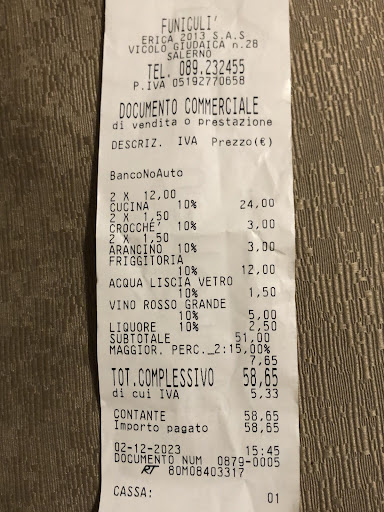 FUNICULI'
ERICA 2013 S.A.S
VICOLO GIUDAICA n.28
SALERNO
TEL. 089.232455
P.IVA 05192770658
DOCUMENTO COMMERCIALE
di vendita o prestazione
DESCRIZ. IVA Prezzo(€)
BancoNoAuto
2 X 12,00
CUCINA 10% 24,00
2 X 1,50
CROCCHE' 10% 3,00
2 X 1,50
ARANCINO 10% 3,00
FRIGGITORIA
10% 12,00
ACQUA LISCIA VETRO
10% 1,50
VINO ROSSO GRANDE
10% 5,00
LIQUORE 10% 2,50
SUBTOTALE 51,00
MAGGIOR. PERC._2:15,00%
7,65
TOT.COMPLESSIVO 58,65
di cui IVA 5,33
CONTANTE 58,65
Importo pagato 58,65
02-12-2023 15:45
DOCUMENTO NUM 0879-0005
RT 80M08403317
CASSA: 01